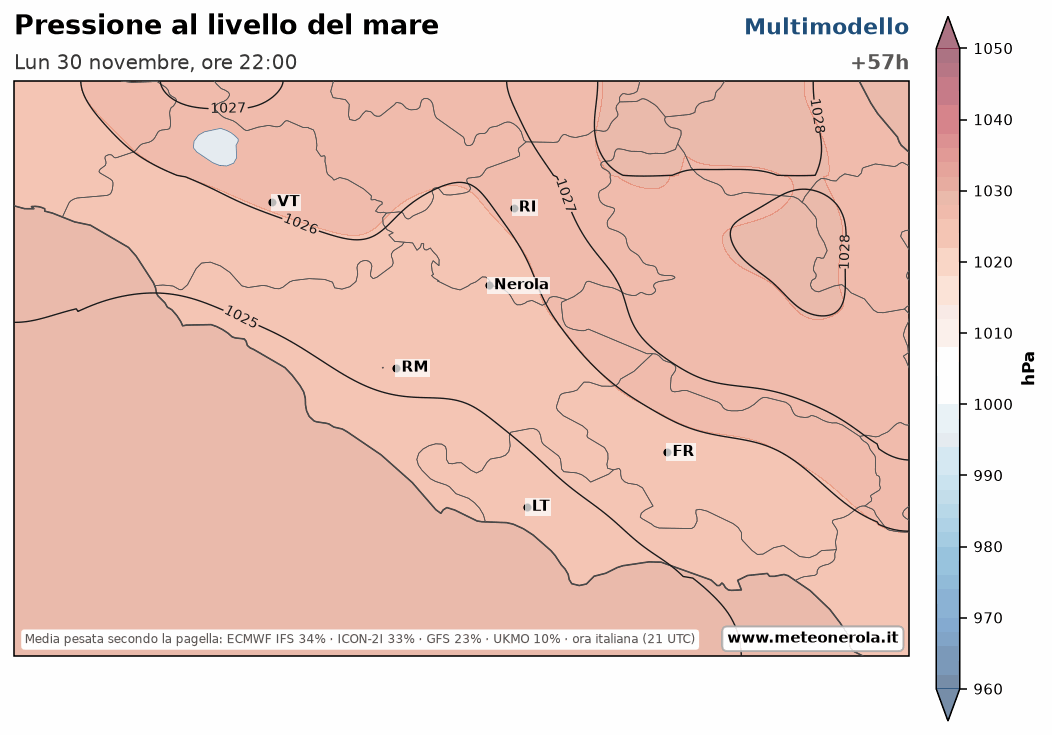 Pressione al livello del mare
Multimodello
Lun 30 novembre, ore 22:00
+57h
1050
1027
1028
1040
1030
VT
RI
1027
1026
1028
1020
Nerola
1025
1010
RM
hPa
1000
FR
990
LT
980
970
Media pesata secondo la pagella: ECMWF IFS 34% · ICON-2I 33% · GFS 23% · UKMO 10% · ora italiana (21 UTC)
www.meteonerola.it
960